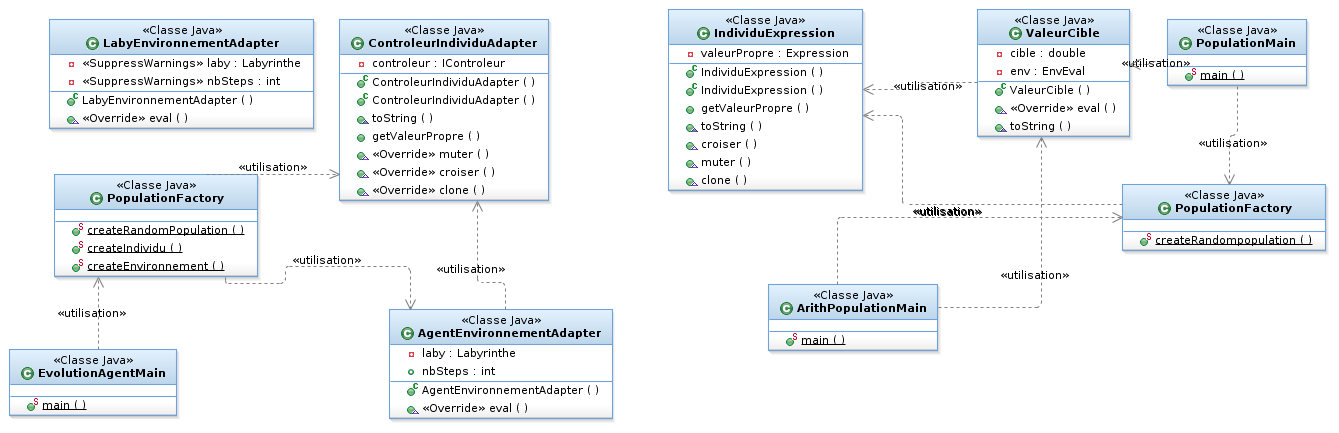 «Classe Java»
LabyEnvironnementAdapter
«SuppressWarnings» laby : Labyrinthe
«SuppressWarnings» nbSteps : int
LabyEnvironnementAdapter ( )
«Override» eval ( )
«Classe Java»
ControleurIndividuAdapter
controleur : IControleur
ControleurIndividuAdapter ( )
ControleurIndividuAdapter ( )
toString ( )
getValeurPropre ( )
«Override» muter ( )
«Override» croiser ( )
«Override» clone ( )
«utilisation»
«Classe Java»
PopulationFactory
createRandomPopulation ( )
createIndividu ( )
createEnvironnement ( )
«utilisation»
«utilisation»
«utilisation»
«Classe Java»
AgentEnvironnementAdapter
laby : Labyrinthe
nbSteps : int
AgentEnvironnementAdapter ( )
«Override» eval ( )
«Classe Java»
EvolutionAgentMain
main ( )
«Classe Java»
IndividuExpression
valeurPropre : Expression
IndividuExpression ( )
IndividuExpression ( )
getValeurPropre ( )
toString ( )
croiser ( )
muter ( )
clone ( )
«utilisation»
«Classe Java»
ValeurCible
cible : double
env : EnvEval
ValeurCible ( )
«Override» eval ( )
toString ( )
«utilisation»
«Classe Java»
PopulationMain
main ( )
«utilisation»
«Classe Java»
PopulationFactory
createRandompopulation ( )
«utilisation»
«utilisation»
«utilisation»
«Classe Java»
ArithPopulationMain
main ( )